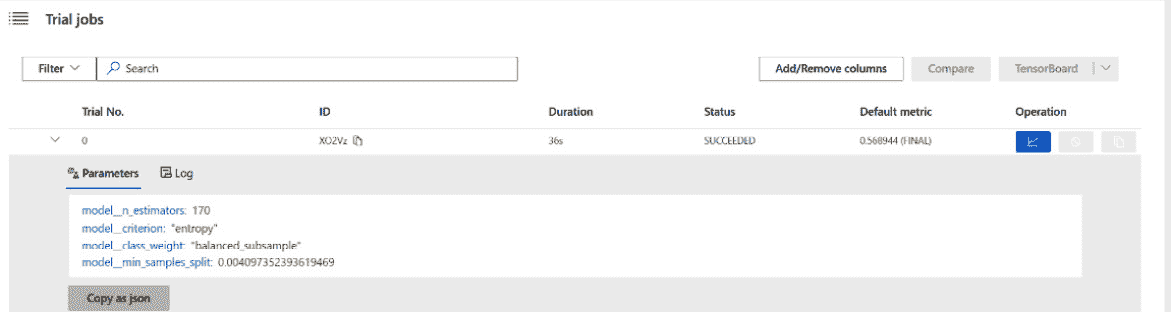 Trial jobs
Filter Search Add/Remove columns Compare TensorBoard
Trial No. ID Duration Status Default metric Operation
0 XO2Vz 36s SUCCEEDED 0.568944 (FINAL)
Parameters Log
model__n_estimators: 170
model__criterion: "entropy"
model__class_weight: "balanced_subsample"
model__min_samples_split: 0.004097352393619469
Copy as json